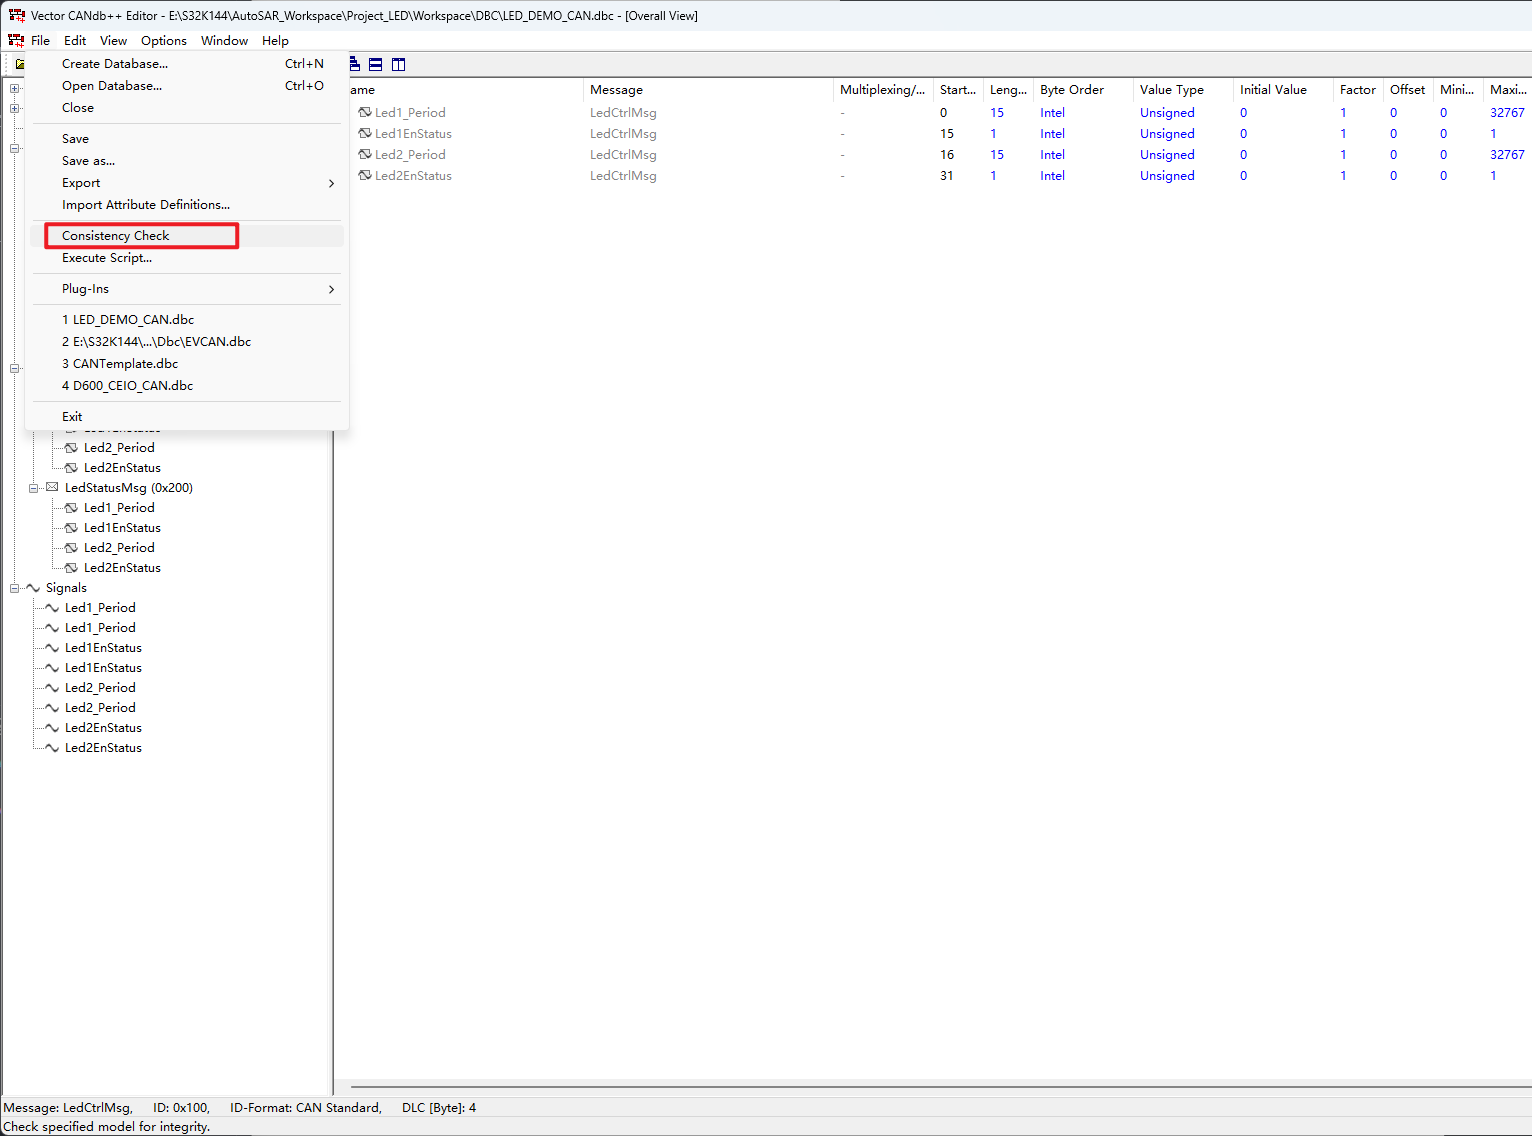 Vector CANdb++ Editor - E:\S32K144\AutoSAR_Workspace\Project_LED\Workspace\DBC\LED_DEMO_CAN.dbc - [Overall View]
File Edit View Options Window Help
Create Database... Ctrl+N
Open Database... Ctrl+O
Close
Save
Save as...
Export
Import Attribute Definitions...
Consistency Check
Execute Script...
Plug-Ins
1 LED_DEMO_CAN.dbc
2 E:\S32K144\...\Dbc\EVCAN.dbc
3 CANTemplate.dbc
4 D600_CEIO_CAN.dbc
Exit
ame Message Multiplexing/... Start... Leng... Byte Order Value Type Initial Value Factor Offset Mini... Maxi...
Led1_Period LedCtrlMsg - 0 15 Intel Unsigned 0 1 0 0 32767
Led1EnStatus LedCtrlMsg - 15 1 Intel Unsigned 0 1 0 0 1
Led2_Period LedCtrlMsg - 16 15 Intel Unsigned 0 1 0 0 32767
Led2EnStatus LedCtrlMsg - 31 1 Intel Unsigned 0 1 0 0 1
Led2_Period
Led2EnStatus
LedStatusMsg (0x200)
Led1_Period
Led1EnStatus
Led2_Period
Led2EnStatus
Signals
Led1_Period
Led1_Period
Led1EnStatus
Led1EnStatus
Led2_Period
Led2_Period
Led2EnStatus
Led2EnStatus
Message: LedCtrlMsg, ID: 0x100, ID-Format: CAN Standard, DLC [Byte]: 4
Check specified model for integrity.